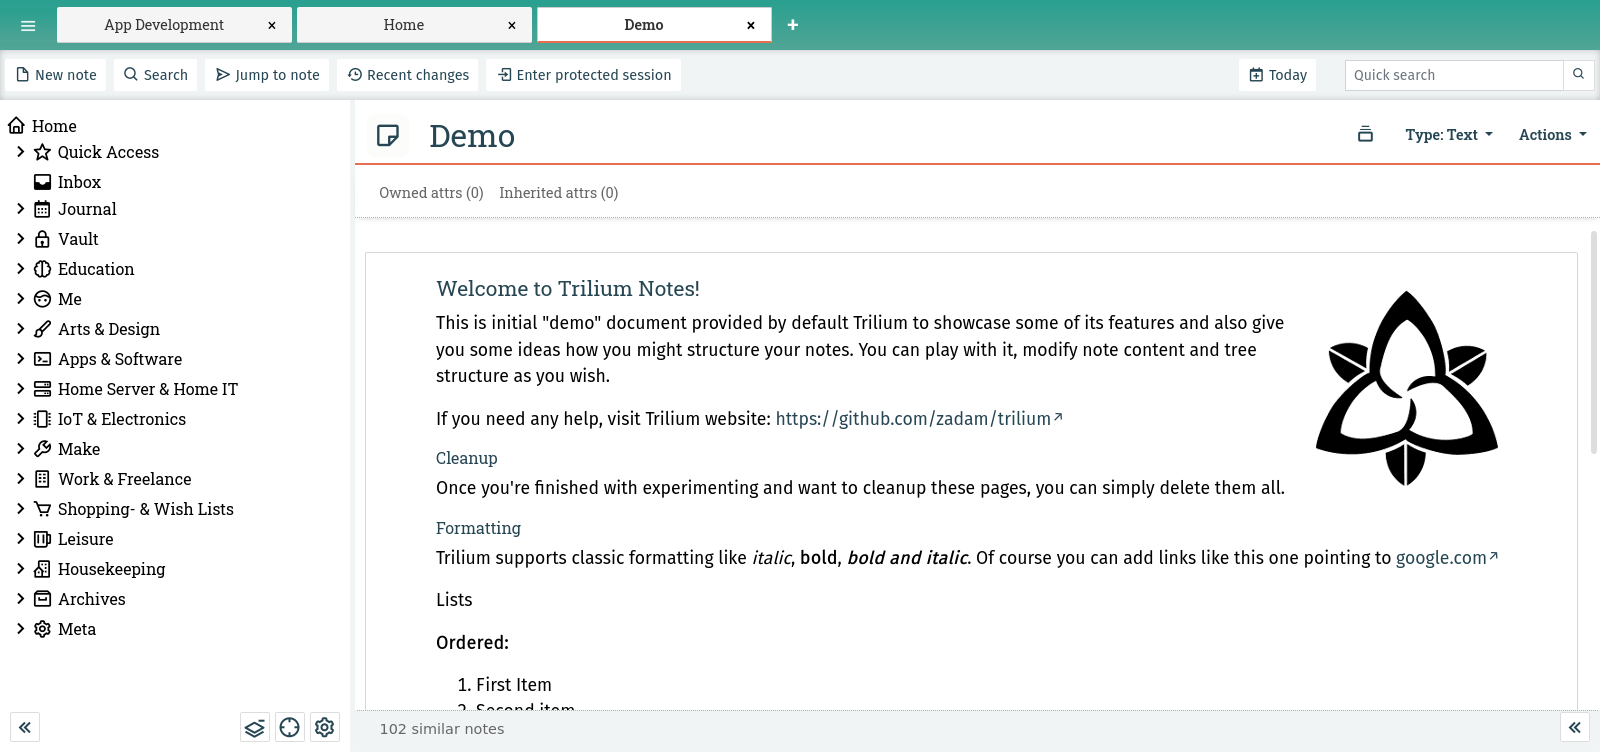 App Development
Home
Demo
New note
Search
Jump to note
Recent changes
Enter protected session
Today
Quick search
Home
Quick Access
Inbox
Journal
Vault
Education
Me
Arts & Design
Apps & Software
Home Server & Home IT
IoT & Electronics
Make
Work & Freelance
Shopping- & Wish Lists
Leisure
Housekeeping
Archives
Meta
Demo
Type: Text
Actions
Owned attrs (0)
Inherited attrs (0)
Welcome to Trilium Notes!
This is initial "demo" document provided by default Trilium to showcase some of its features and also give
you some ideas how you might structure your notes. You can play with it, modify note content and tree
structure as you wish.
If you need any help, visit Trilium website: https://github.com/zadam/trilium
Cleanup
Once you're finished with experimenting and want to cleanup these pages, you can simply delete them all.
Formatting
Trilium supports classic formatting like italic, bold, bold and italic. Of course you can add links like this one pointing to google.com
Lists
Ordered:
1. First Item
2. Second item
102 similar notes